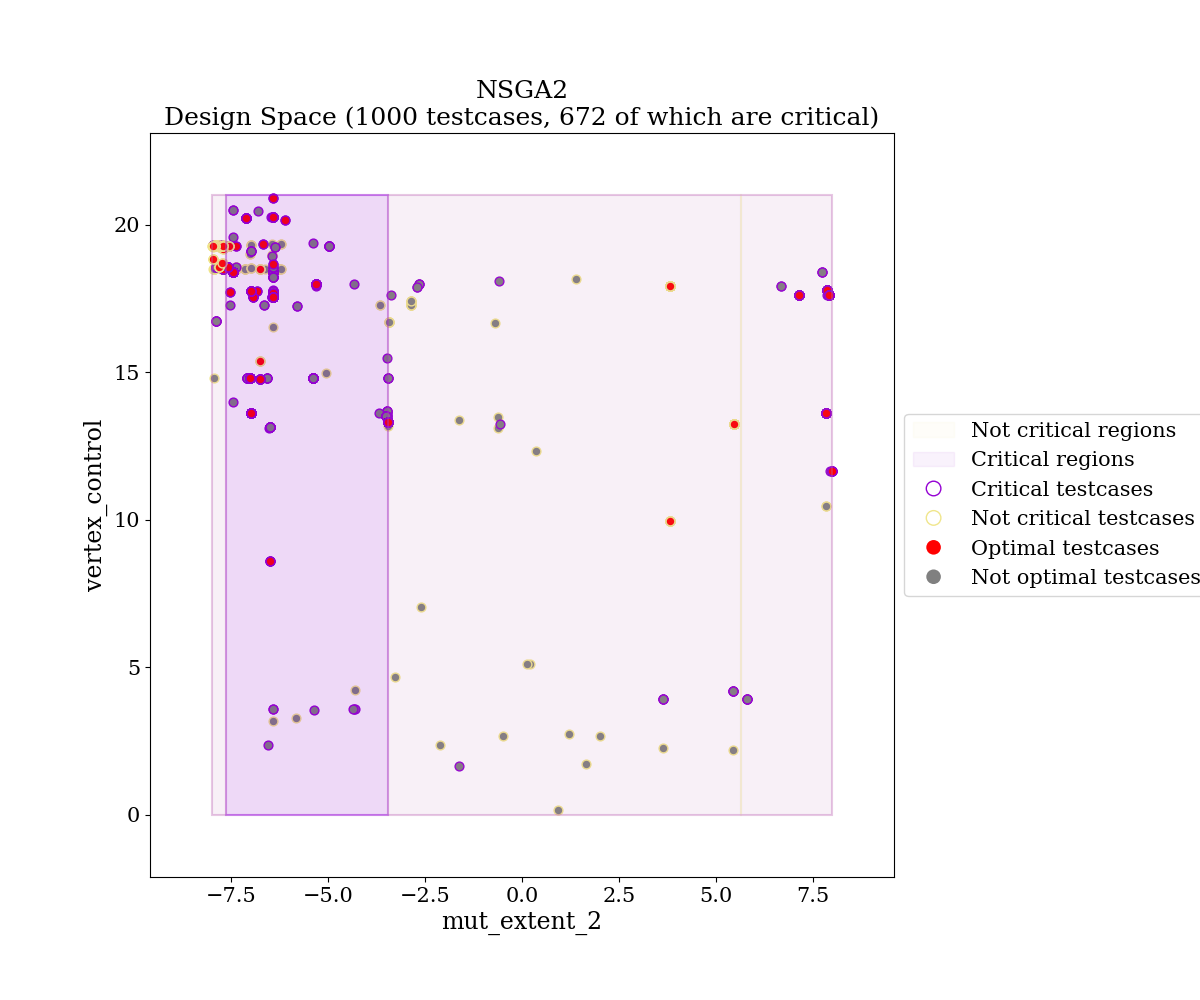 NSGA2
Design Space (1000 testcases, 672 of which are critical)
vertex_control
20
15
10
5
0
−7.5
−5.0
−2.5
0.0
2.5
5.0
7.5
mut_extent_2
Not critical regions
Critical regions
Critical testcases
Not critical testcases
Optimal testcases
Not optimal testcases